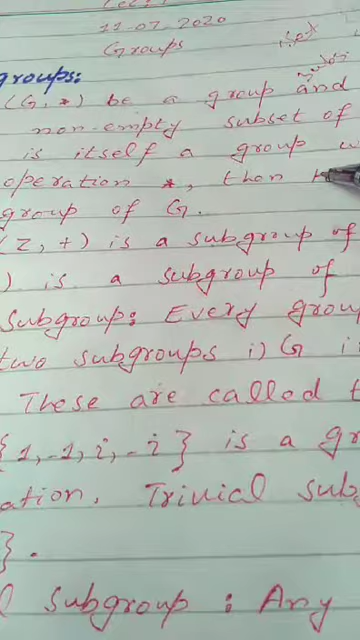 11-07-2020
Groups
groups:
(G, *) be a group and
non-empty subset of
is itself a group
operation *, then
group of G.
(Z, +) is a subgroup of
) is a subgroup of
Subgroup: Every group
two subgroups i) G
These are called
{1, -1, i, -i} is a
ation. Trivial sub
}.
subgroup : Any